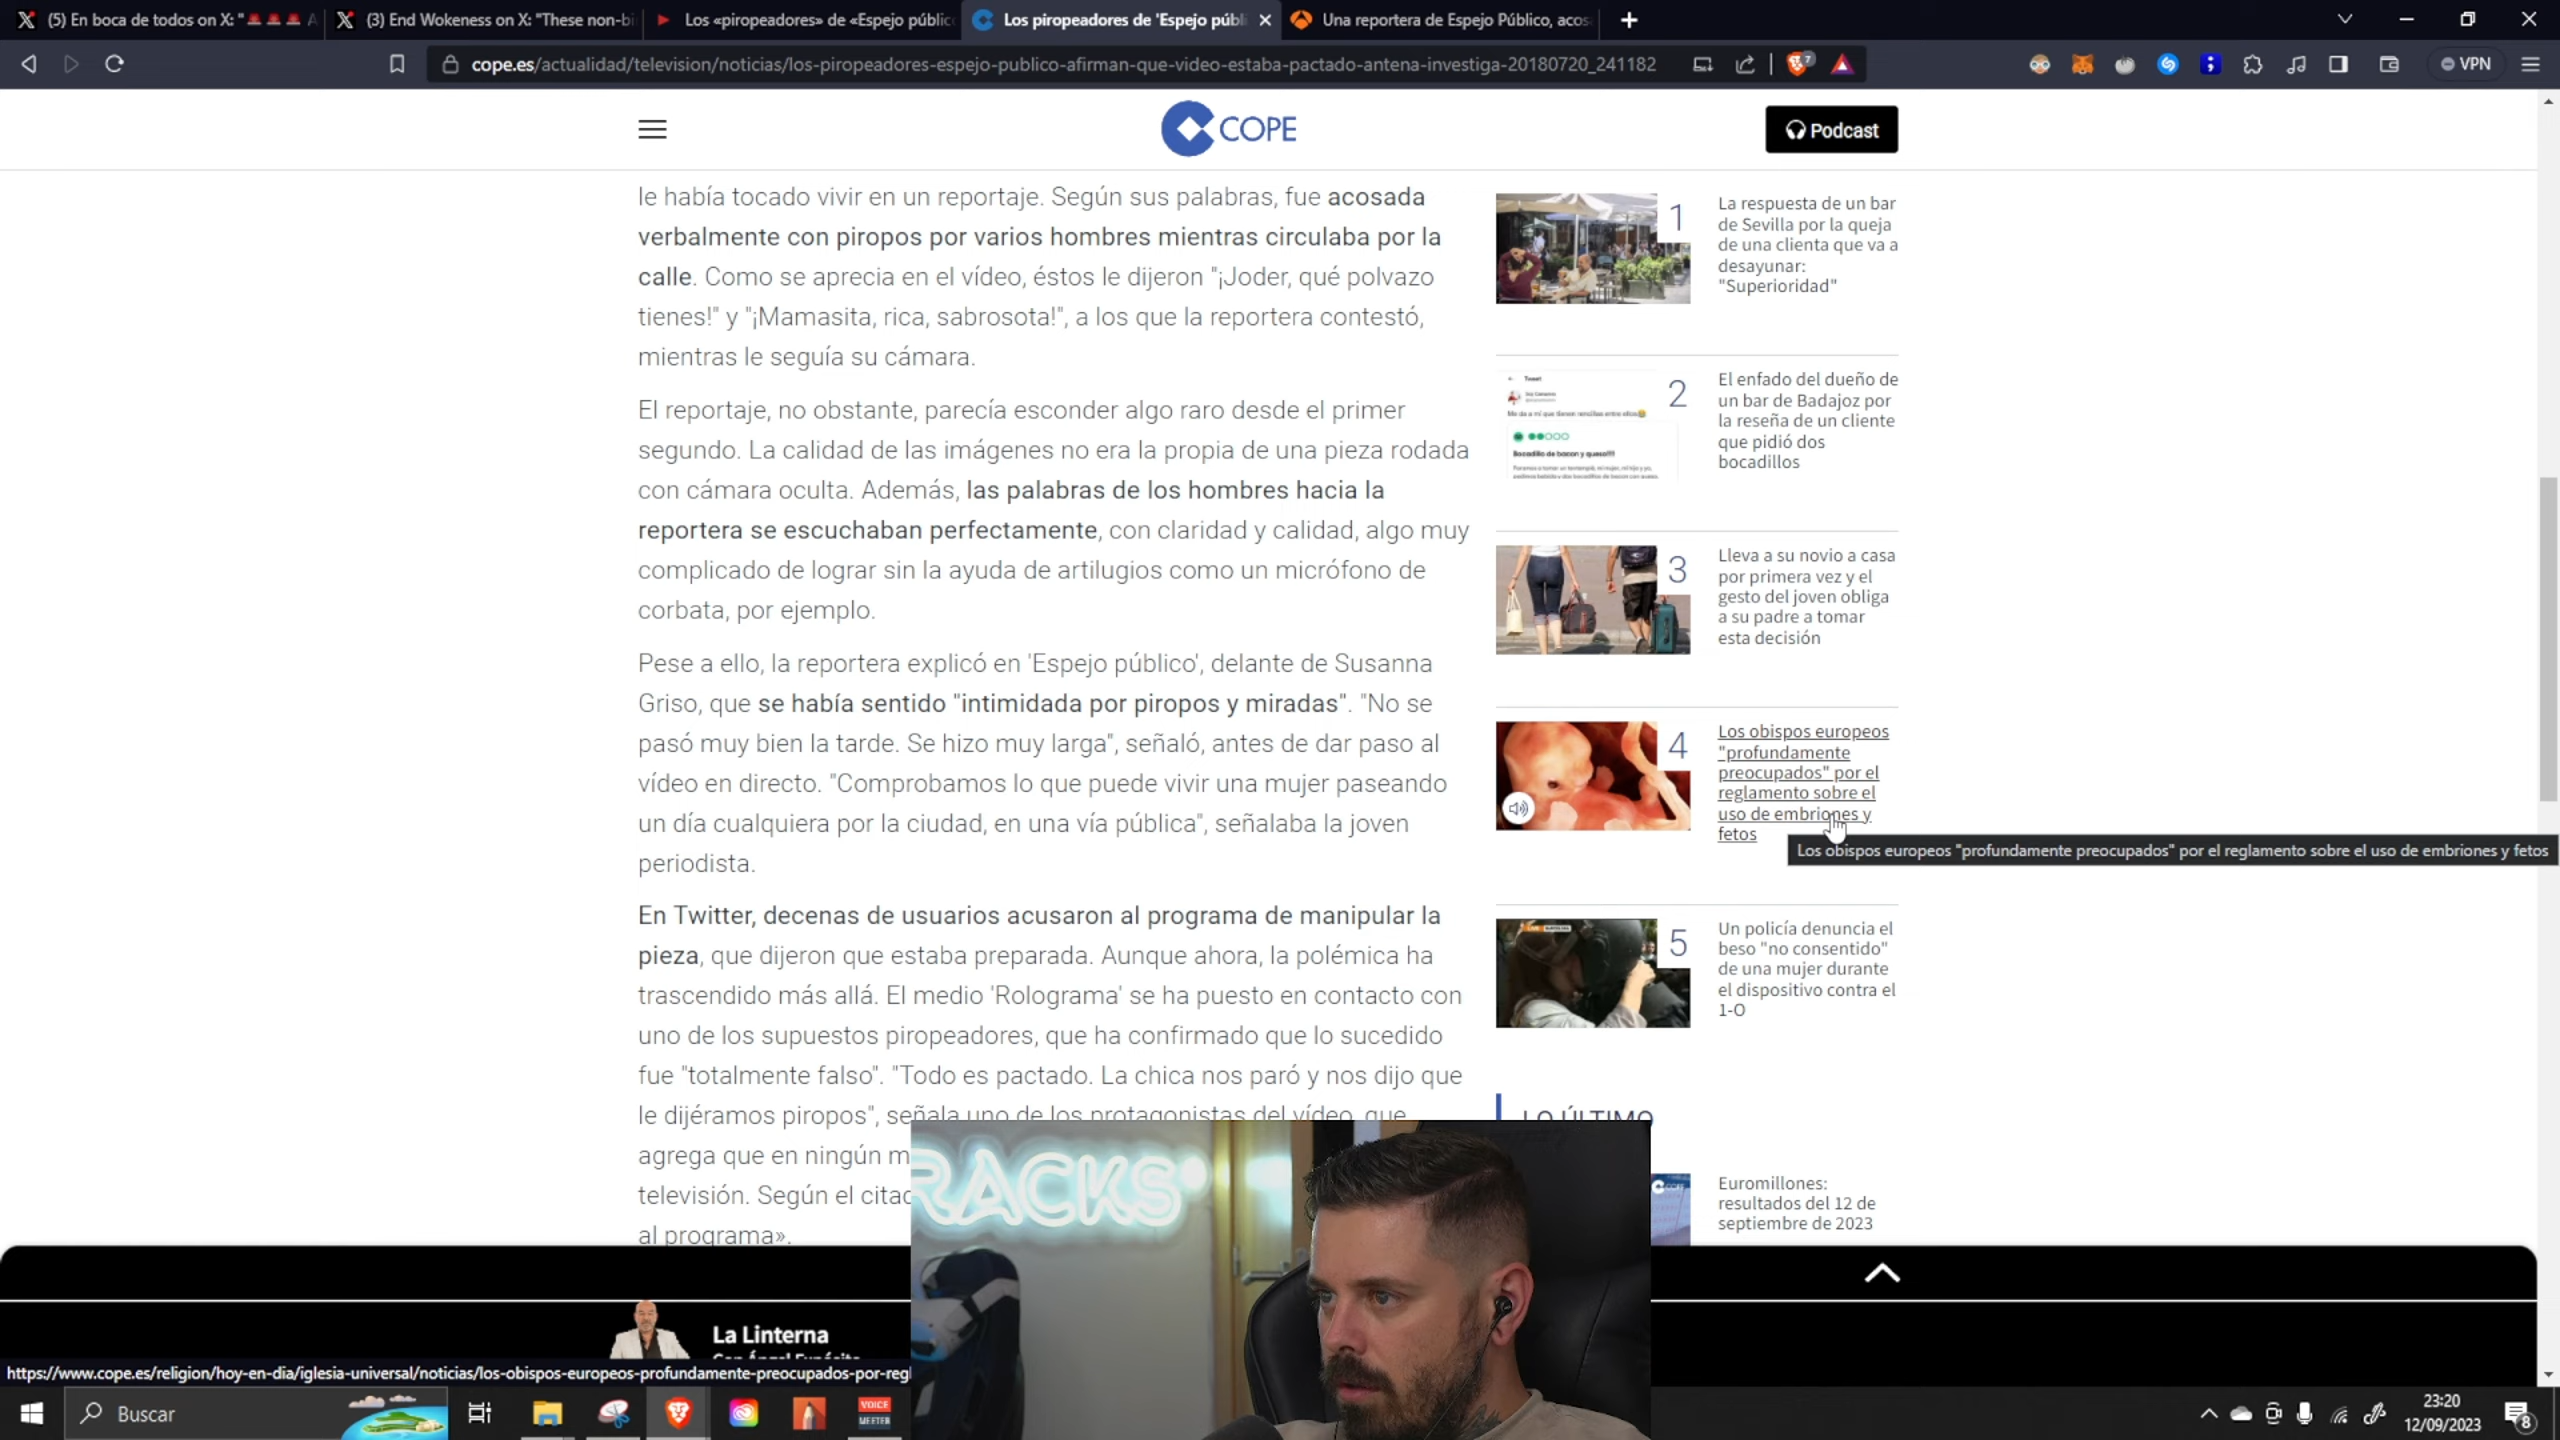 (5) En boca de todos on X: "🚨🚨🚨 A
(3) End Wokeness on X: "These non-bi
Los «piropeadores» de «Espejo públic
Los piropeadores de 'Espejo públi
Una reportera de Espejo Público, acos
cope.es/actualidad/television/noticias/los-piropeadores-espejo-publico-afirman-que-video-estaba-pactado-antena-investiga-20180720_241182
7
VPN
COPE
Podcast
le había tocado vivir en un reportaje. Según sus palabras, fue acosada
verbalmente con piropos por varios hombres mientras circulaba por la
calle. Como se aprecia en el vídeo, éstos le dijeron "¡Joder, qué polvazo
tienes!" y "¡Mamasita, rica, sabrosota!", a los que la reportera contestó,
mientras le seguía su cámara.
El reportaje, no obstante, parecía esconder algo raro desde el primer
segundo. La calidad de las imágenes no era la propia de una pieza rodada
con cámara oculta. Además, las palabras de los hombres hacia la
reportera se escuchaban perfectamente, con claridad y calidad, algo muy
complicado de lograr sin la ayuda de artilugios como un micrófono de
corbata, por ejemplo.
Pese a ello, la reportera explicó en 'Espejo público', delante de Susanna
Griso, que se había sentido "intimidada por piropos y miradas". "No se
pasó muy bien la tarde. Se hizo muy larga", señaló, antes de dar paso al
vídeo en directo. "Comprobamos lo que puede vivir una mujer paseando
un día cualquiera por la ciudad, en una vía pública", señalaba la joven
periodista.
En Twitter, decenas de usuarios acusaron al programa de manipular la
pieza, que dijeron que estaba preparada. Aunque ahora, la polémica ha
trascendido más allá. El medio 'Rolograma' se ha puesto en contacto con
uno de los supuestos piropeadores, que ha confirmado que lo sucedido
fue "totalmente falso". "Todo es pactado. La chica nos paró y nos dijo que
le dijéramos piropos", señala uno de los protagonistas del vídeo, que
agrega que en ningún m
televisión. Según el citad
al programa».
1
La respuesta de un bar
de Sevilla por la queja
de una clienta que va a
desayunar:
"Superioridad"
2
Tweet
Bocadillo de bacon y queso!!!!
El enfado del dueño de
un bar de Badajoz por
la reseña de un cliente
que pidió dos
bocadillos
3
Lleva a su novio a casa
por primera vez y el
gesto del joven obliga
a su padre a tomar
esta decisión
4
Los obispos europeos
"profundamente
preocupados" por el
reglamento sobre el
uso de embriones y
fetos
Los obispos europeos "profundamente preocupados" por el reglamento sobre el uso de embriones y fetos
5
Un policía denuncia el
beso "no consentido"
de una mujer durante
el dispositivo contra el
1-O
LO ÚLTIMO
COPE
Euromillones:
resultados del 12 de
septiembre de 2023
RACKS
La Linterna
Con Ángel Expósito
https://www.cope.es/religion/hoy-en-dia/iglesia-universal/noticias/los-obispos-europeos-profundamente-preocupados-por-regl
Buscar
VOICE
MEETER
23:20
12/09/2023
8